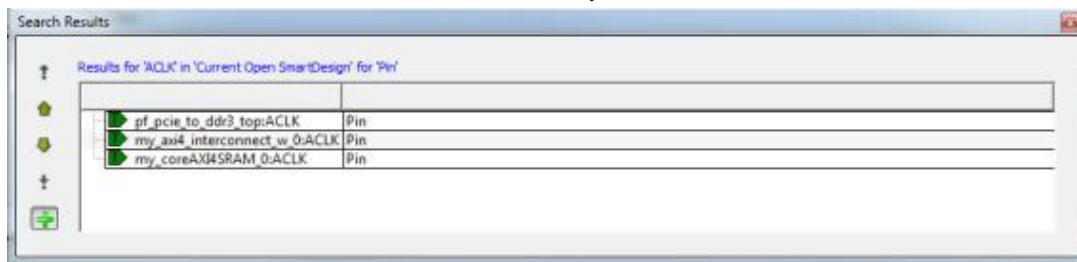 Search Results
Results for 'ACLK' in 'Current Open SmartDesign' for 'Pin'
pf_pcie_to_ddr3_top:ACLK Pin
my_axi4_interconnect_w_0:ACLK Pin
my_coreAXI4SRAM_0:ACLK Pin